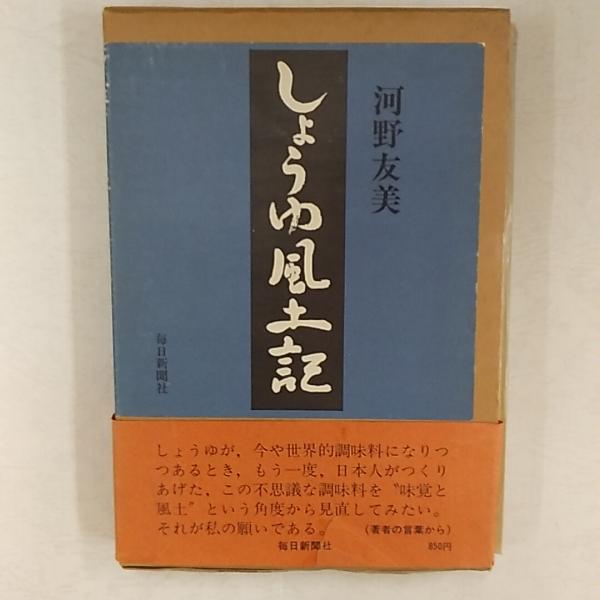 河野友美
しょうゆ風土記
毎日新聞社
しょうゆが、今や世界的調味料になりつ
つあるとき、もう一度、日本人がつくり
あげた、この不思議な調味料を〝味覚と
風土〟という角度から見直してみたい。
それが私の願いである。 (著者の言葉から)
毎日新聞社 850円